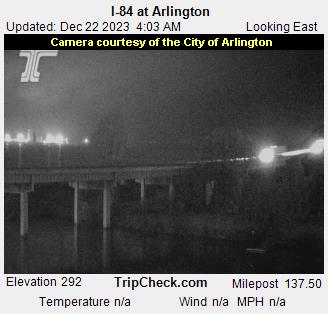 I-84 at Arlington
Updated: Dec 22 2023 4:03 AM Looking East
Camera courtesy of the City of Arlington
Elevation 292 TripCheck.com Milepost 137.50
Temperature n/a Wind n/a MPH n/a